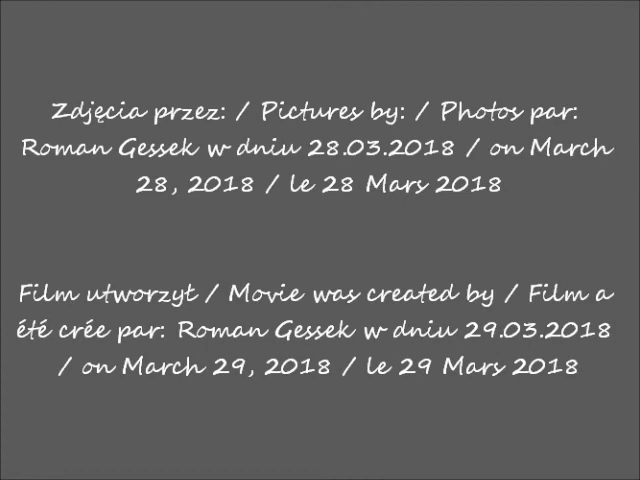 Zdjęcia przez: / Pictures by: / Photos par:
Roman Gessek w dniu 28.03.2018 / on March
28, 2018 / le 28 Mars 2018
Film utworzył / Movie was created by / Film a
été crée par: Roman Gessek w dniu 29.03.2018
/ on March 29, 2018 / le 29 Mars 2018